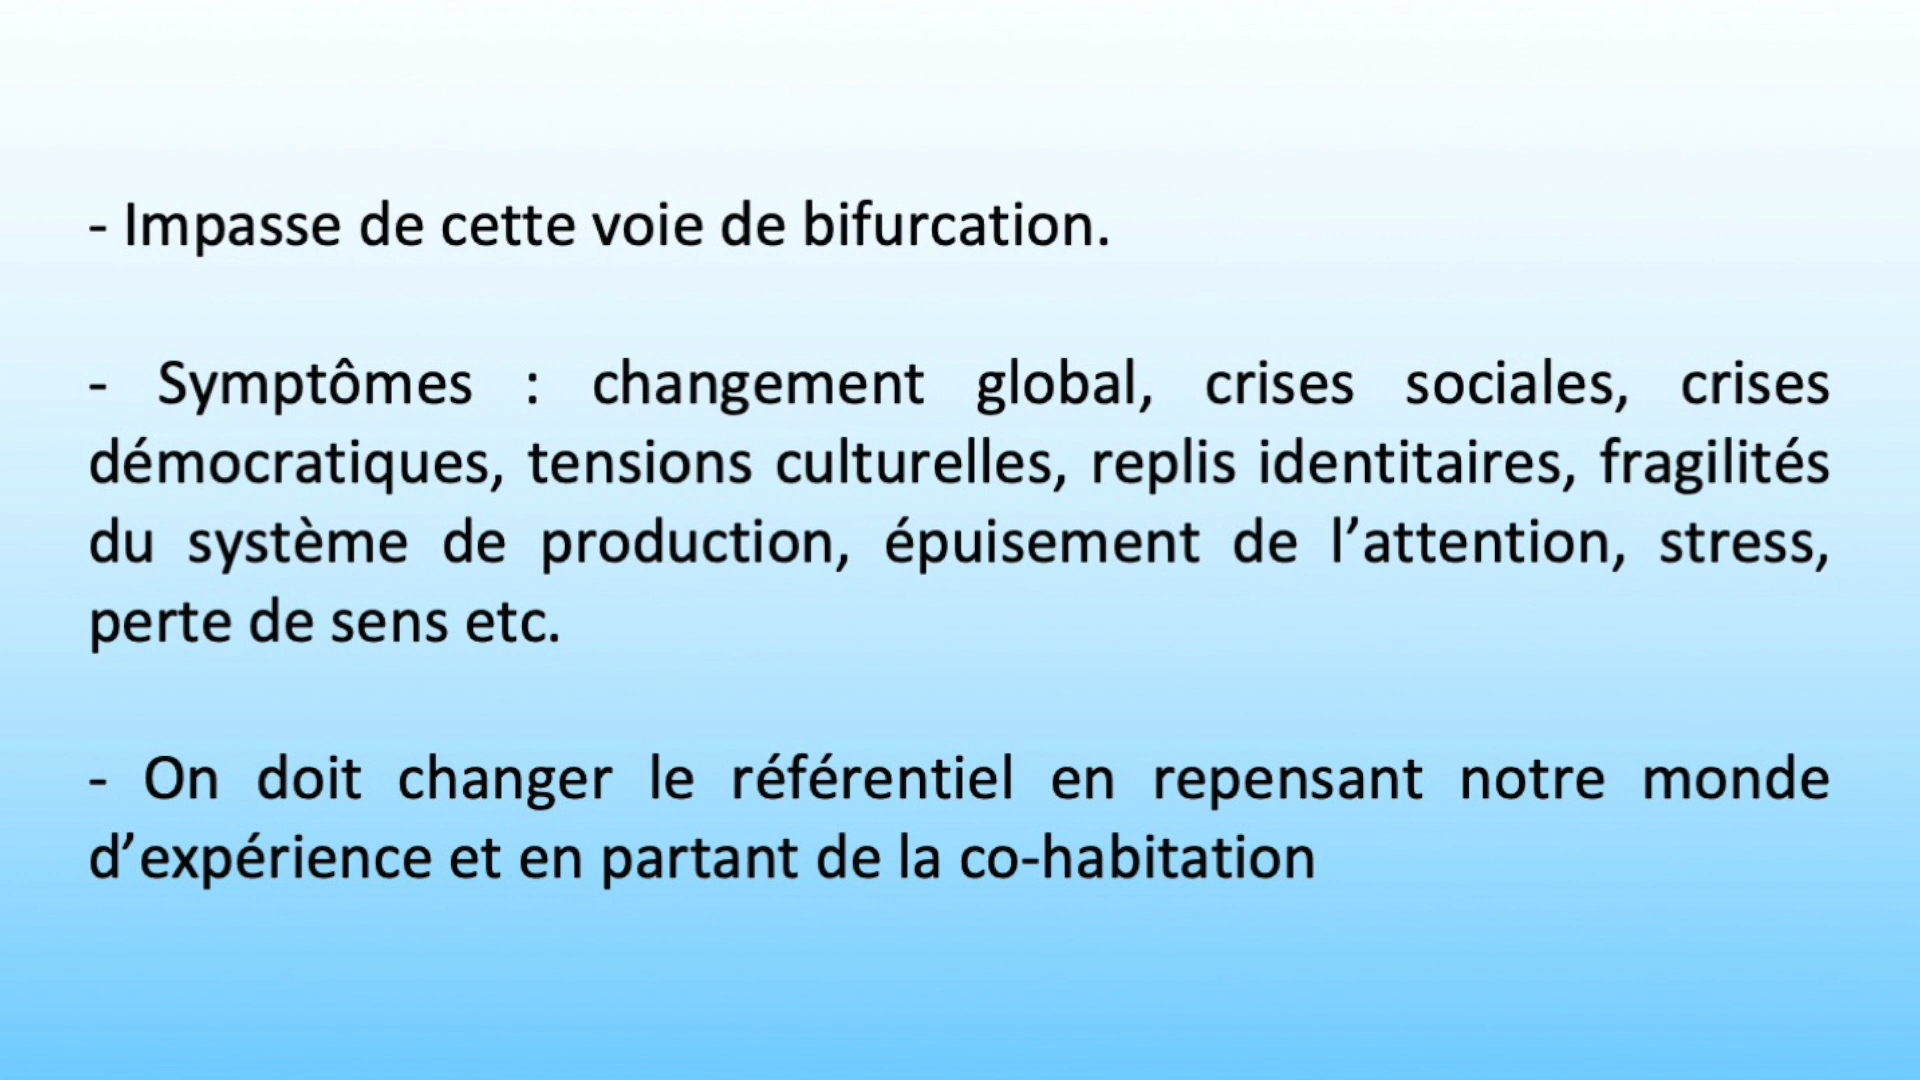 - Impasse de cette voie de bifurcation.
- Symptômes : changement global, crises sociales, crises
démocratiques, tensions culturelles, replis identitaires, fragilités
du système de production, épuisement de l’attention, stress,
perte de sens etc.
- On doit changer le référentiel en repensant notre monde
d’expérience et en partant de la co-habitation